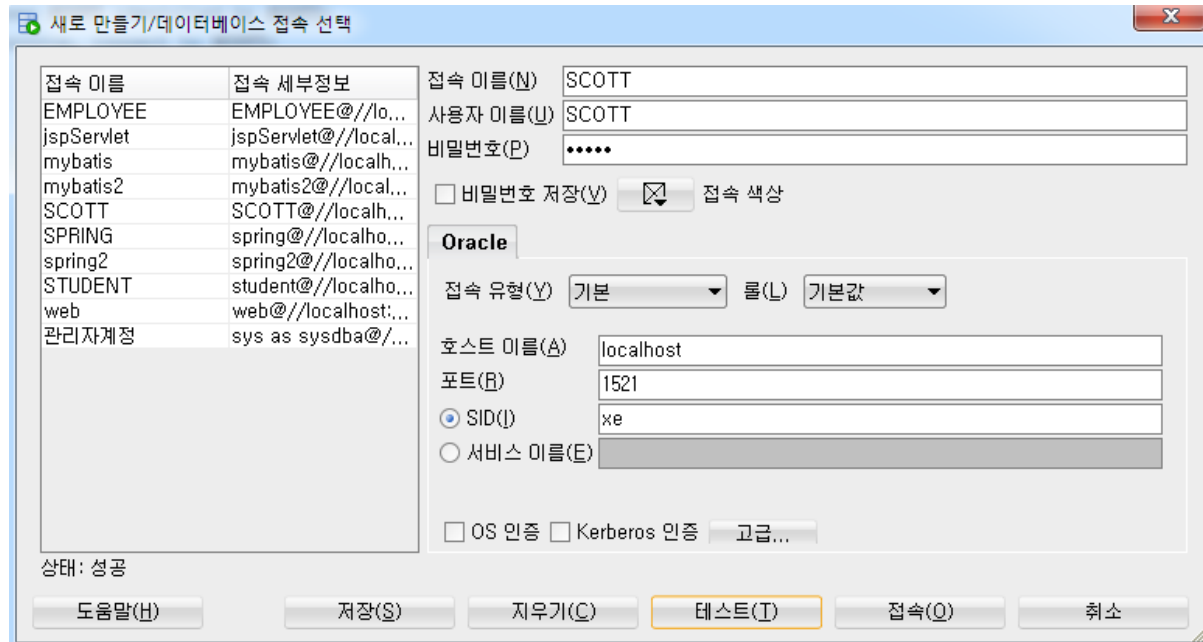 새로 만들기/데이터베이스 접속 선택
접속 이름 접속 세부정보
EMPLOYEE EMPLOYEE@//lo...
jspServlet jspServlet@//local...
mybatis mybatis@//localh...
mybatis2 mybatis2@//local...
SCOTT SCOTT@//localh...
SPRING spring@//localho...
spring2 spring2@//localho...
STUDENT student@//localho...
web web@//localhost:...
관리자계정 sys as sysdba@/...
상태: 성공
접속 이름(N) SCOTT
사용자 이름(U) SCOTT
비밀번호(P) •••••
비밀번호 저장(V) 접속 색상
Oracle
접속 유형(Y) 기본 롤(L) 기본값
호스트 이름(A) localhost
포트(R) 1521
SID(I) xe
서비스 이름(E)
OS 인증 Kerberos 인증 고급...
도움말(H) 저장(S) 지우기(C) 테스트(T) 접속(O) 취소